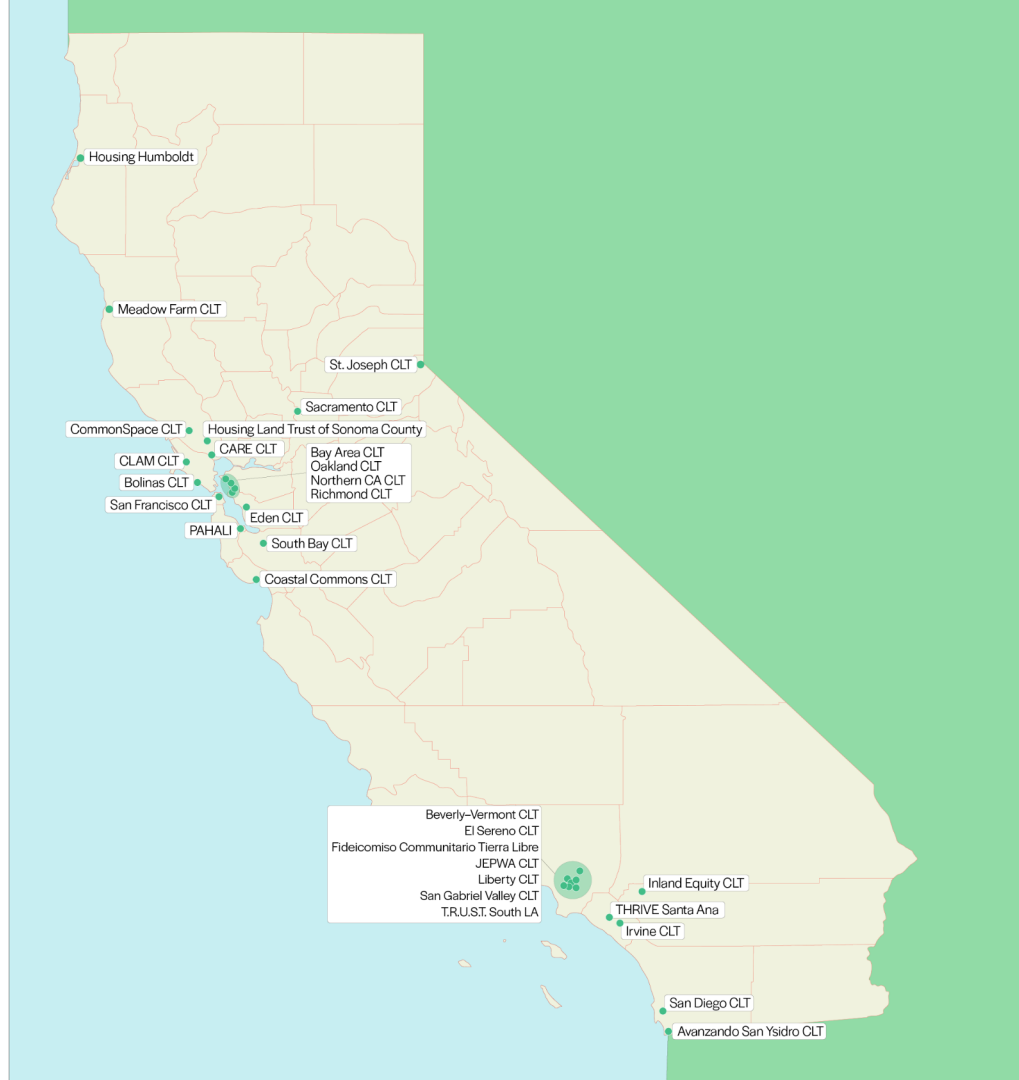 Housing Humboldt
Meadow Farm CLT
St. Joseph CLT
Sacramento CLT
CommonSpace CLT
Housing Land Trust of Sonoma County
CARE CLT
Bay Area CLT
Oakland CLT
Northern CA CLT
Richmond CLT
CLAM CLT
Bolinas CLT
San Francisco CLT
Eden CLT
PAHALI
South Bay CLT
Coastal Commons CLT
Beverly–Vermont CLT
El Sereno CLT
Fideicomiso Communitario Tierra Libre
JEPWA CLT
Liberty CLT
San Gabriel Valley CLT
T.R.U.S.T. South LA
Inland Equity CLT
THRIVE Santa Ana
Irvine CLT
San Diego CLT
Avanzando San Ysidro CLT